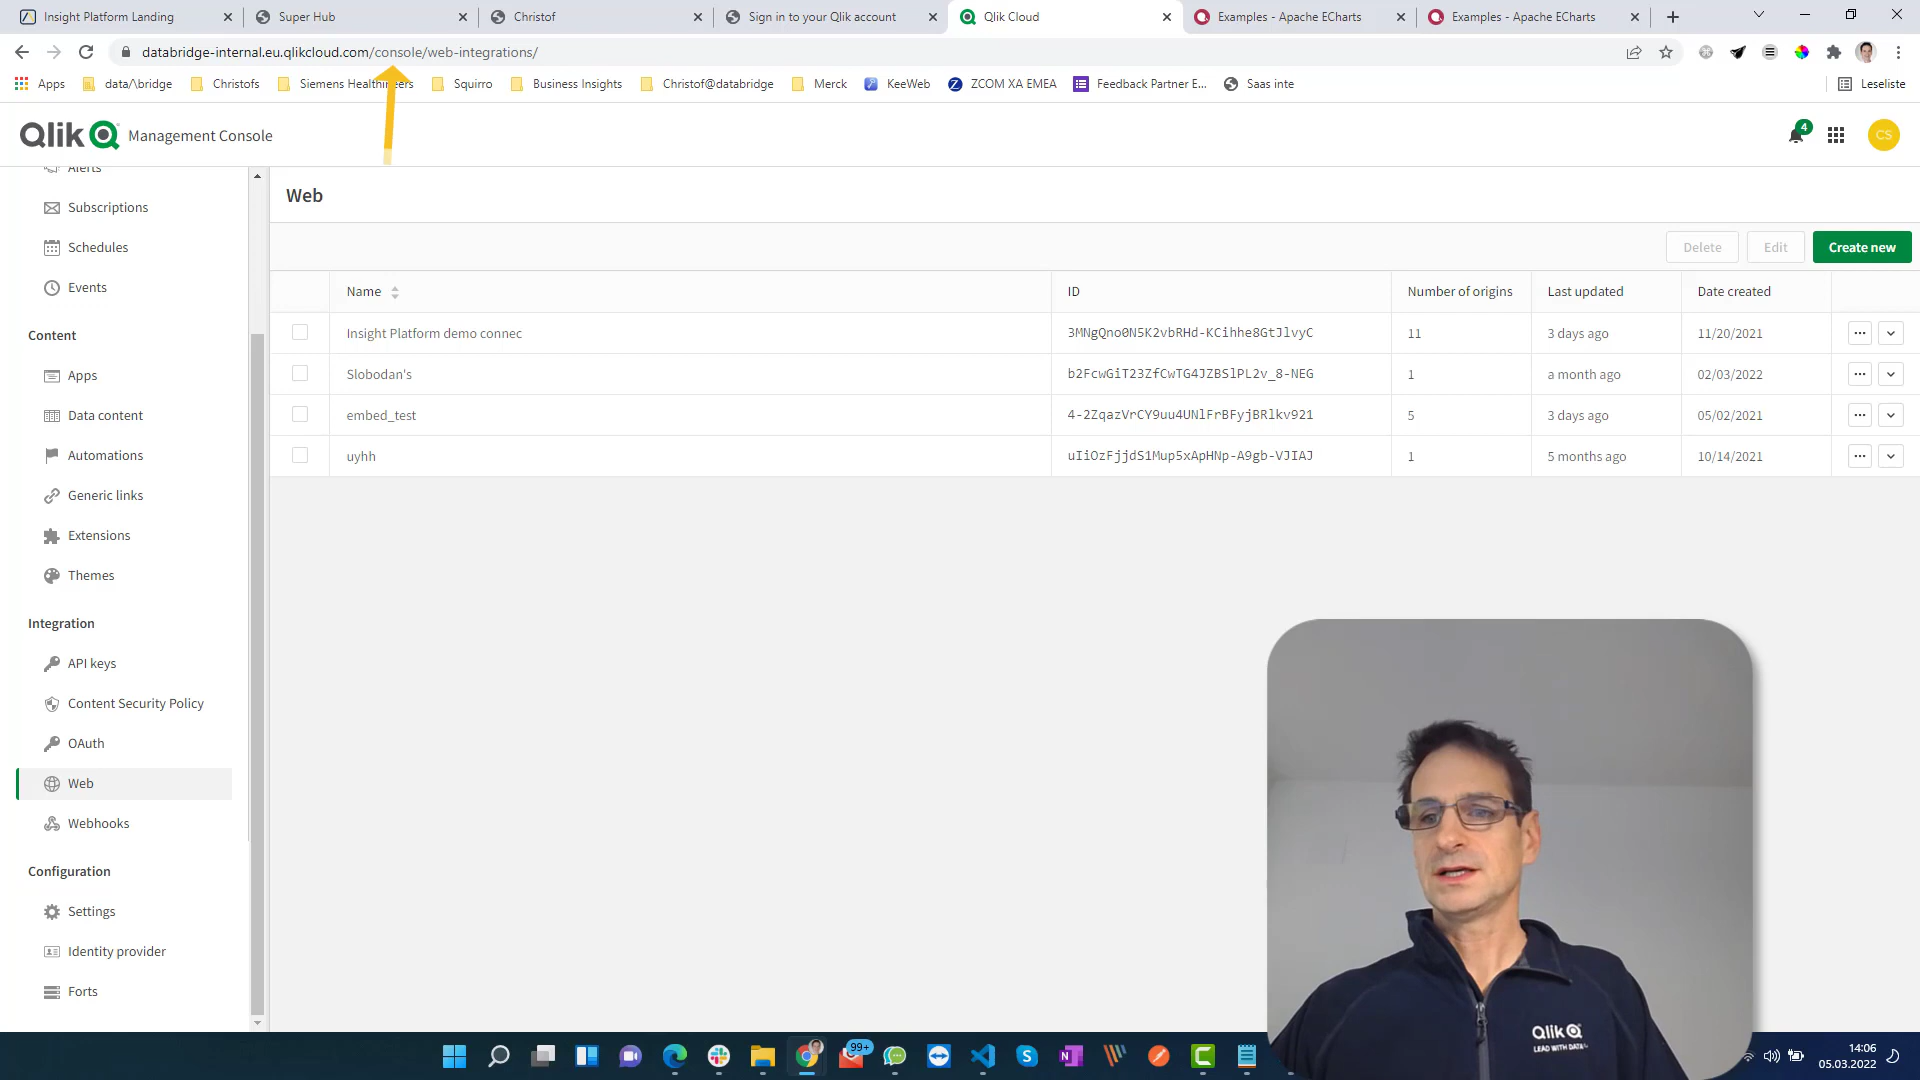 Insight Platform Landing
Super Hub
Christof
Sign in to your Qlik account
Qlik Cloud
Examples - Apache ECharts
Examples - Apache ECharts
databridge-internal.eu.qlikcloud.com/console/web-integrations/
Apps
data/\bridge
Christofs
Siemens Healthineers
Squirro
Business Insights
Christof@databridge
Merck
KeeWeb
ZCOM XA EMEA
Feedback Partner E...
Saas inte
Leseliste
Qlik Management Console
4
CS
Alerts
Subscriptions
Schedules
Events
Content
Apps
Data content
Automations
Generic links
Extensions
Themes
Integration
API keys
Content Security Policy
OAuth
Web
Webhooks
Configuration
Settings
Identity provider
Forts
Web
Delete Edit Create new
Name ID Number of origins Last updated Date created
Insight Platform demo connec 3MNgQno0N5K2vbRHd-KCihhe8GtJlvyC 11 3 days ago 11/20/2021
Slobodan's b2FcwGiT23ZfCwTG4JZBSlPL2v_8-NEG 1 a month ago 02/03/2022
embed_test 4-2ZqazVrCY9uu4UNlFrBFyjBRlkv921 5 3 days ago 05/02/2021
uyhh uIiOzFjjdS1Mup5xApHNp-A9gb-VJIAJ 1 5 months ago 10/14/2021
Qlik
LEAD WITH DATA
99+
14:06
05.03.2022